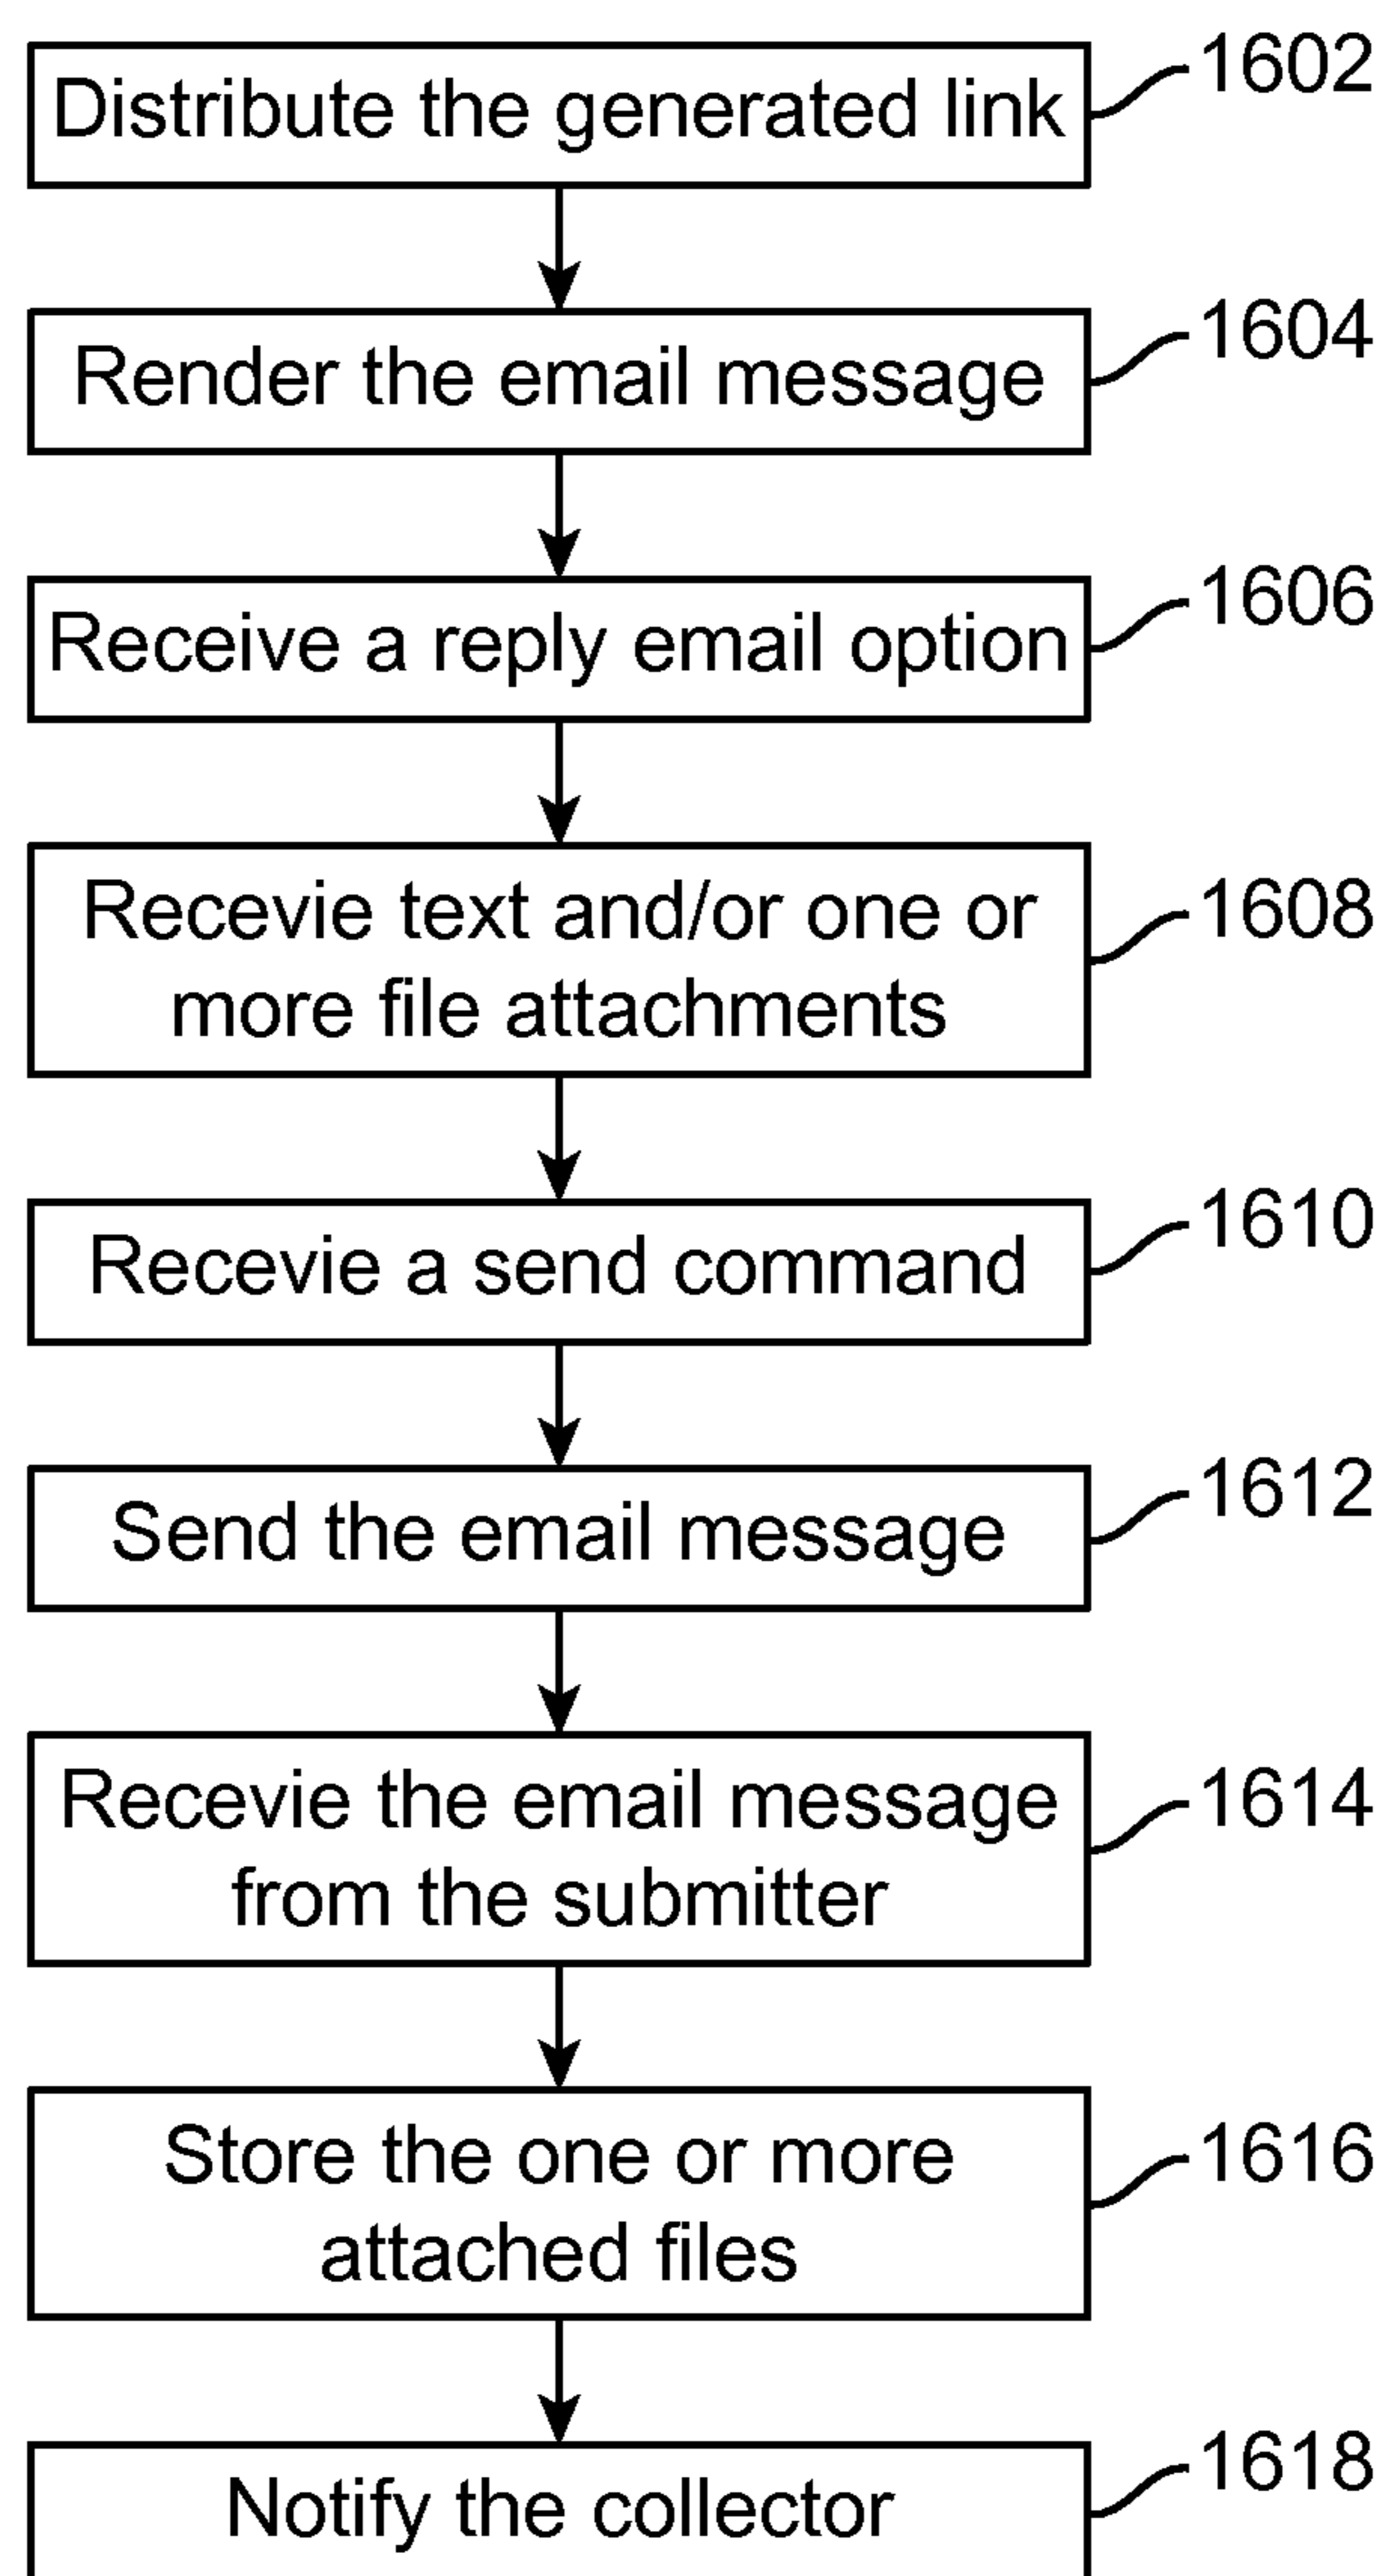 Distribute the generated link
1602
Render the email message
1604
Receive a reply email option
1606
Recevie text and/or one or
more file attachments
1608
Recevie a send command
1610
Send the email message
1612
Recevie the email message
from the submitter
1614
Store the one or more
attached files
1616
Notify the collector
1618